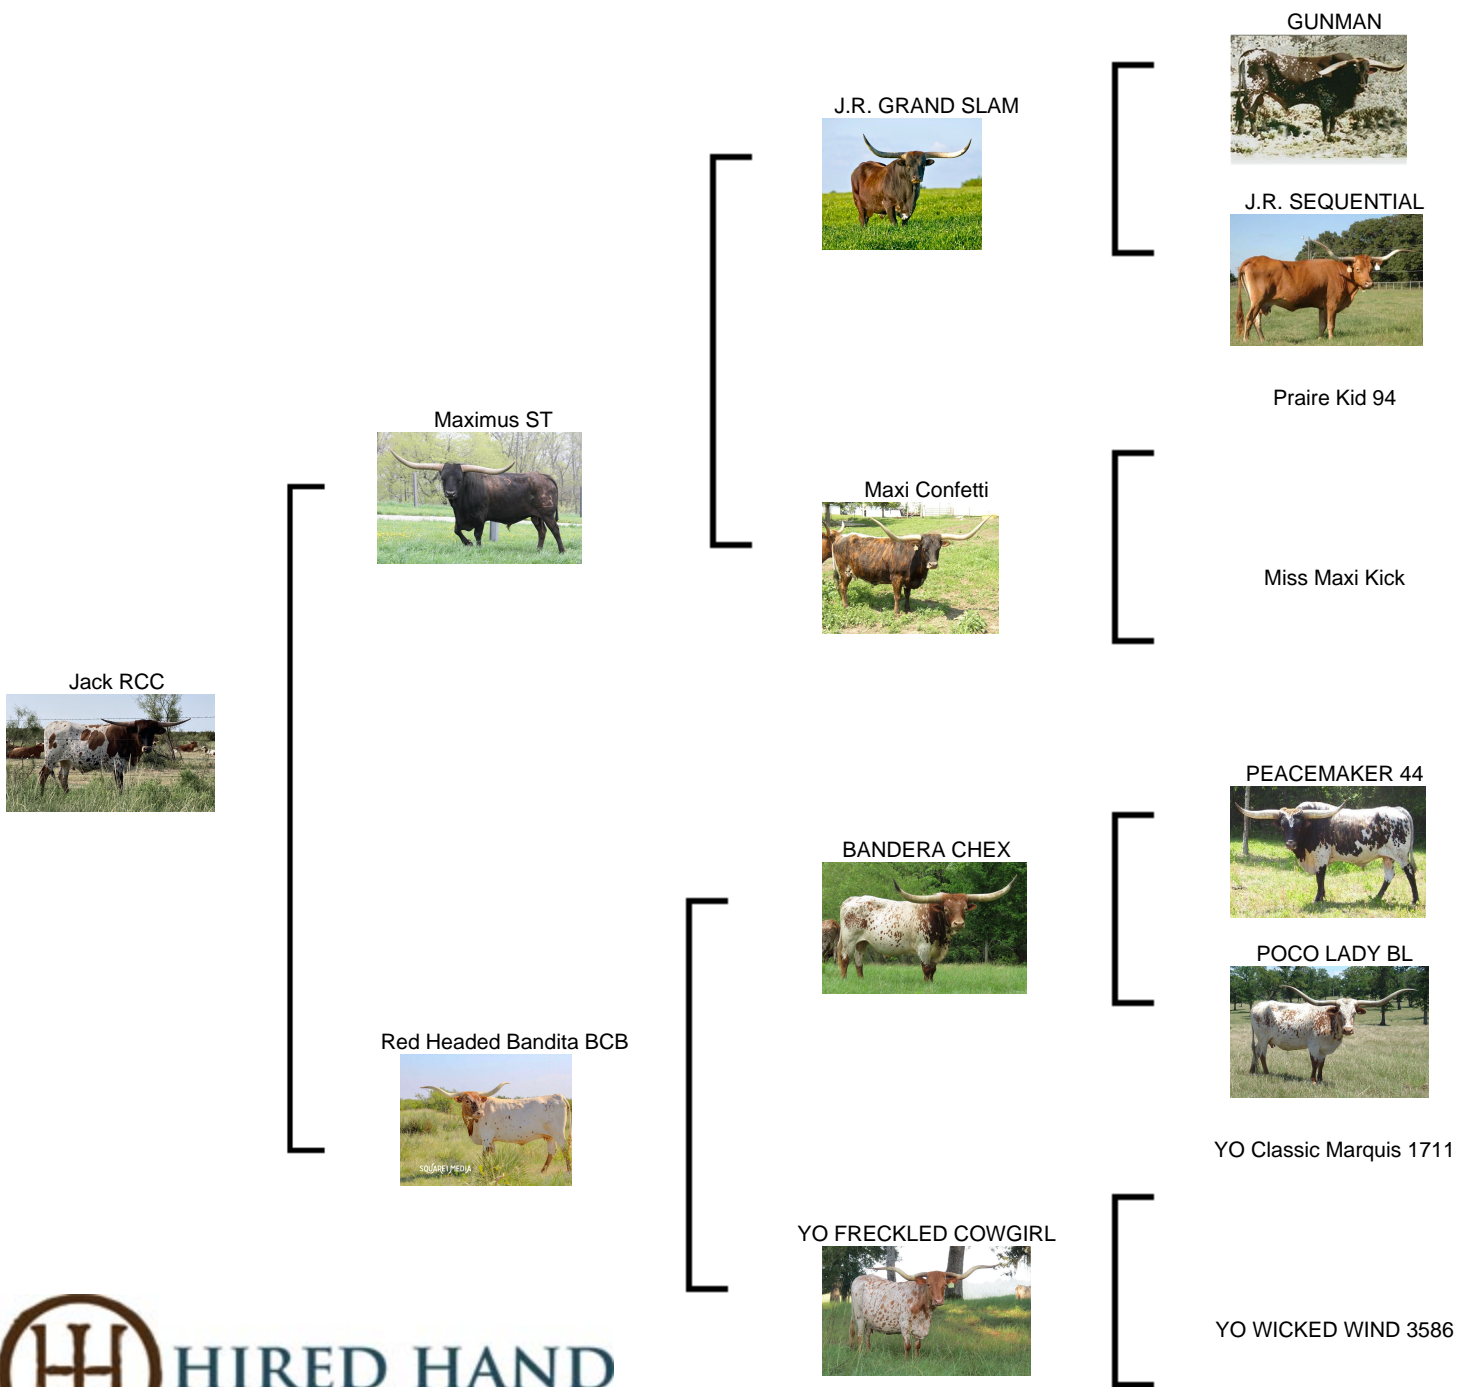 GUNMAN
J.R. GRAND SLAM
J.R. SEQUENTIAL
Praire Kid 94
Maximus ST
Maxi Confetti
Miss Maxi Kick
Jack RCC
PEACEMAKER 44
BANDERA CHEX
POCO LADY BL
Red Headed Bandita BCB
SQUARE1 MEDIA
YO Classic Marquis 1711
YO FRECKLED COWGIRL
YO WICKED WIND 3586
HIRED HAND